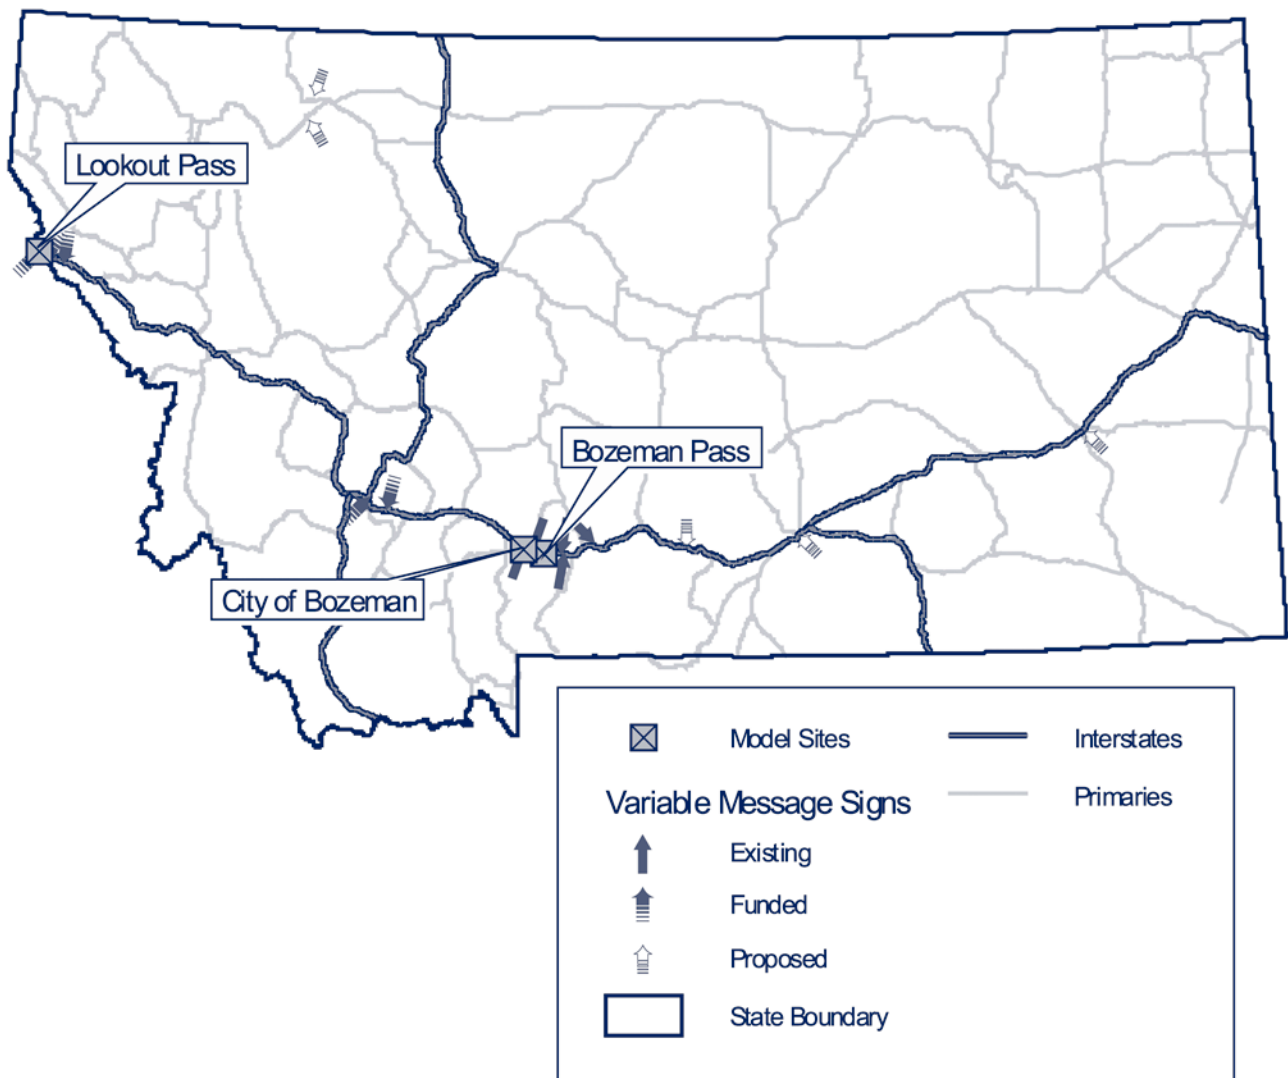 Lookout Pass
Bozeman Pass
City of Bozeman
Model Sites
Interstates
Variable Message Signs
Primaries
Existing
Funded
Proposed
State Boundary